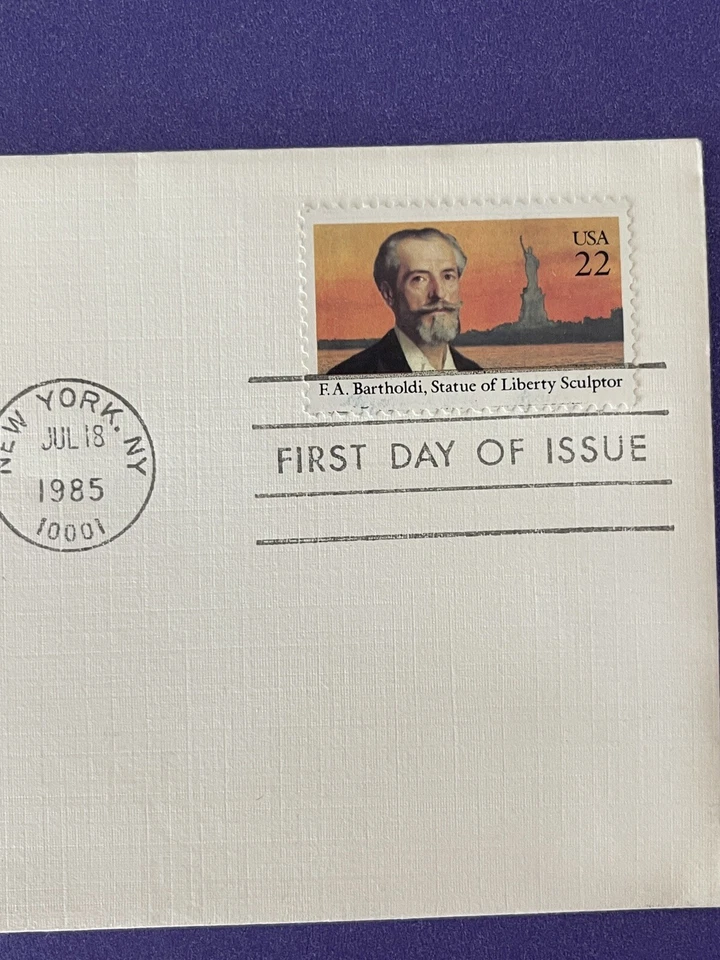 USA
22
F.A. Bartholdi, Statue of Liberty Sculptor
FIRST DAY OF ISSUE
NEW YORK, NY
JUL 18
1985
10001